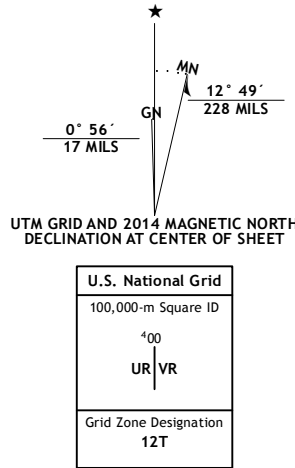 ★
MN
GN
12° 49´
228 MILS
0° 56´
17 MILS
UTM GRID AND 2014 MAGNETIC NORTH
DECLINATION AT CENTER OF SHEET
U.S. National Grid
100,000-m Square ID
⁴00
UR VR
Grid Zone Designation
12T